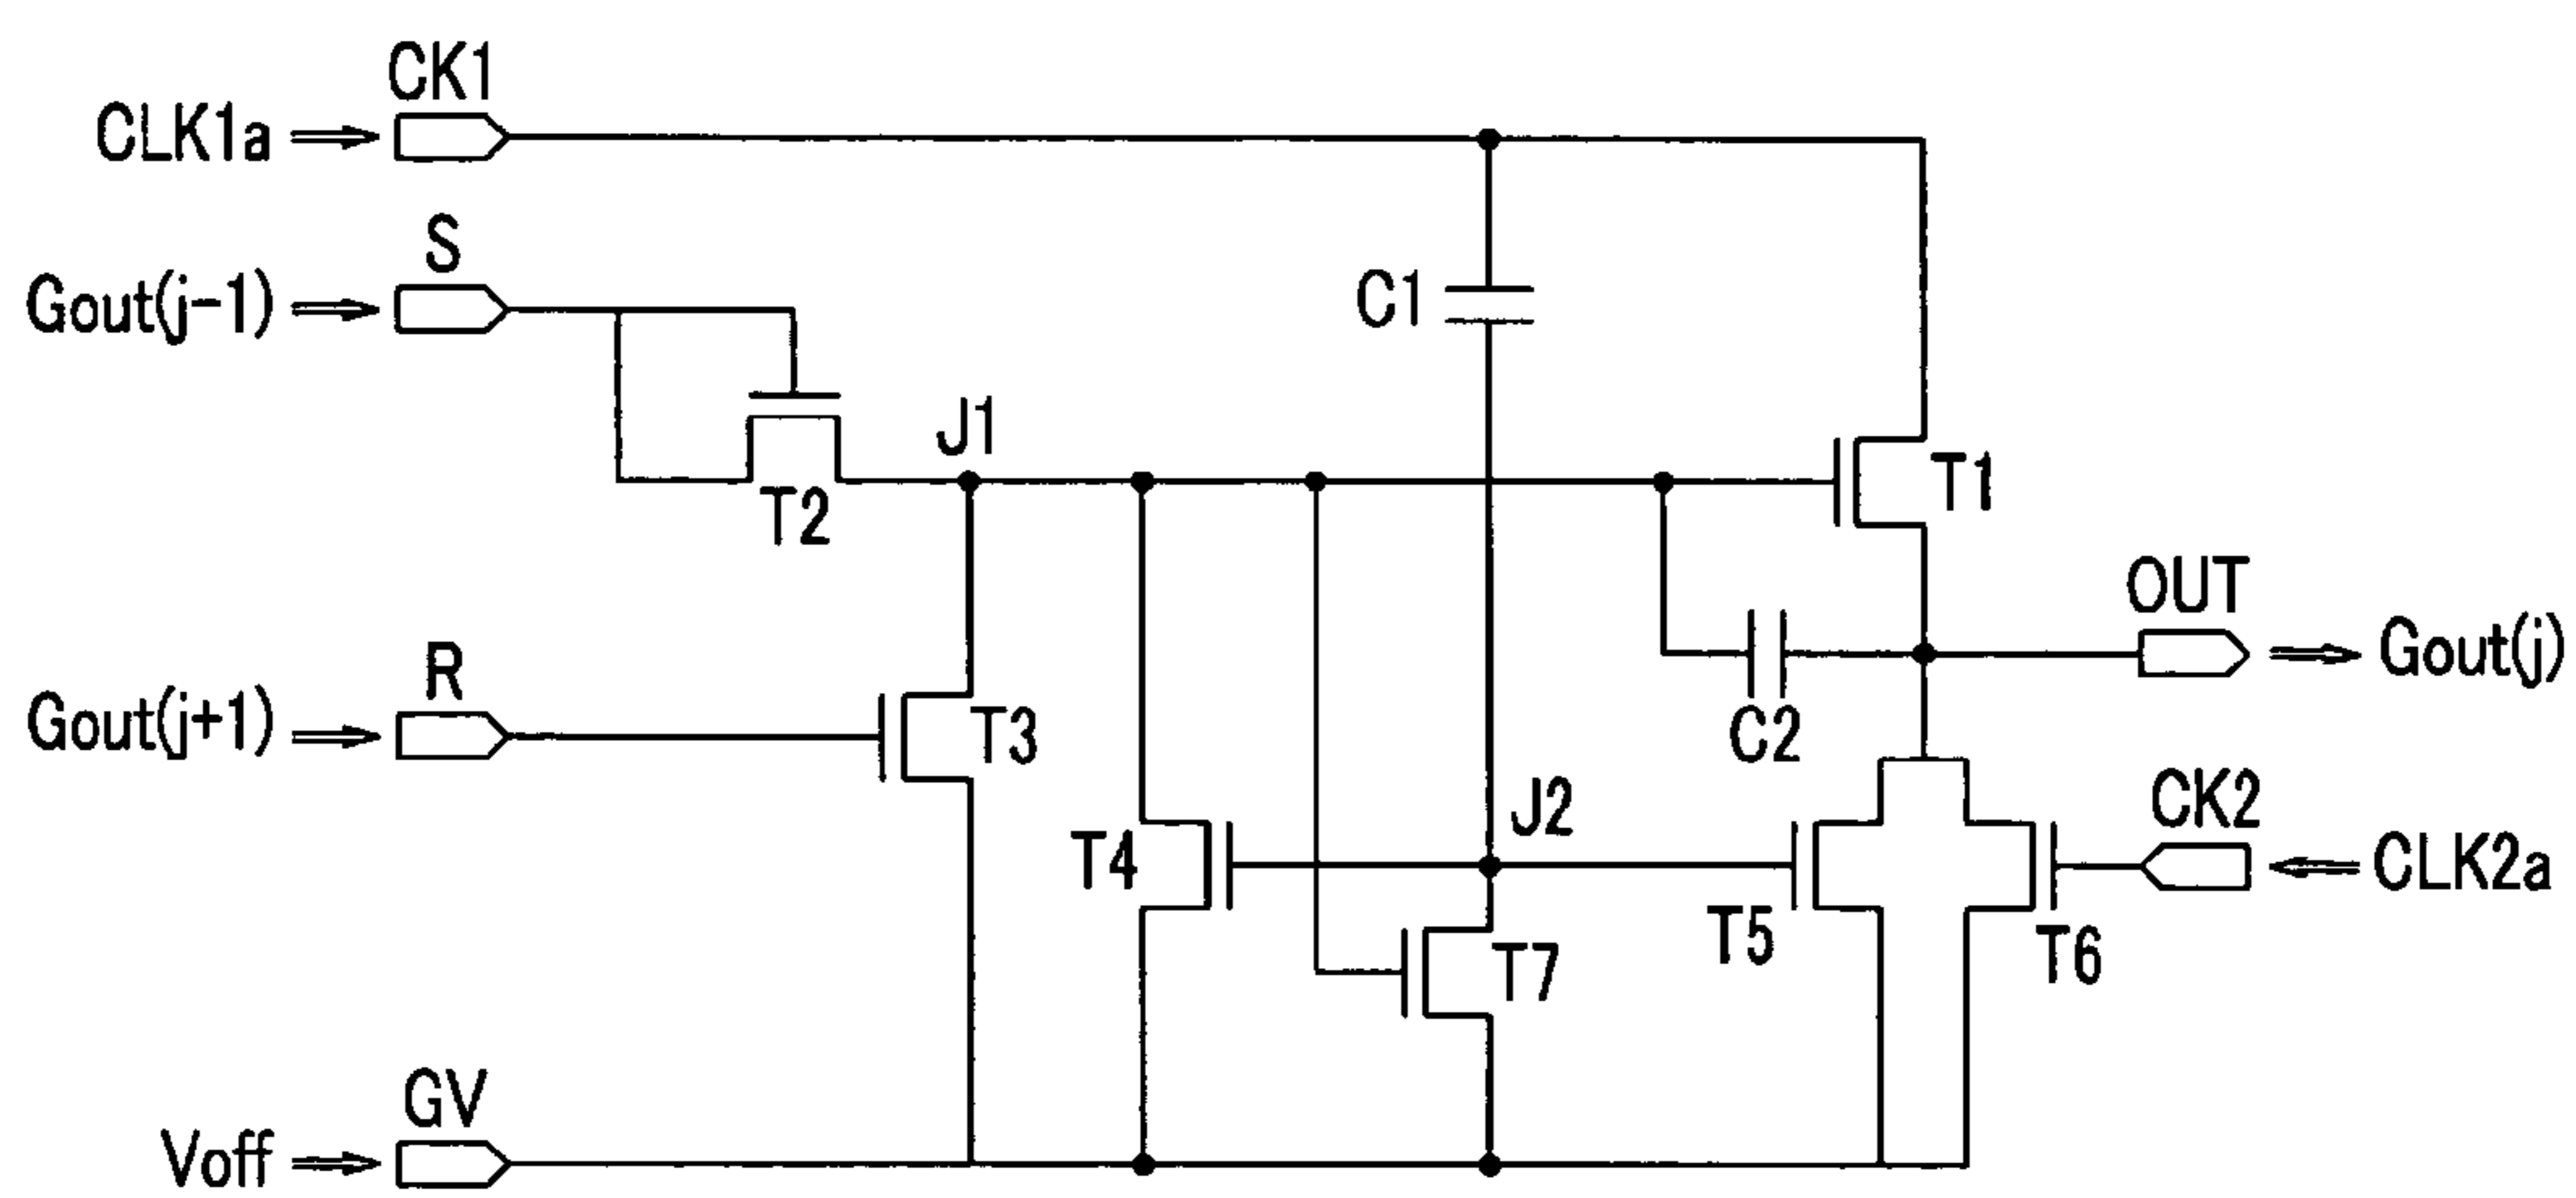 CK1
CLK1a
S
Gout(j-1)
C1
J1
T1
T2
OUT
Gout(j)
R
Gout(j+1)
T3
C2
J2
CK2
T4
CLK2a
T5
T7
T6
GV
Voff